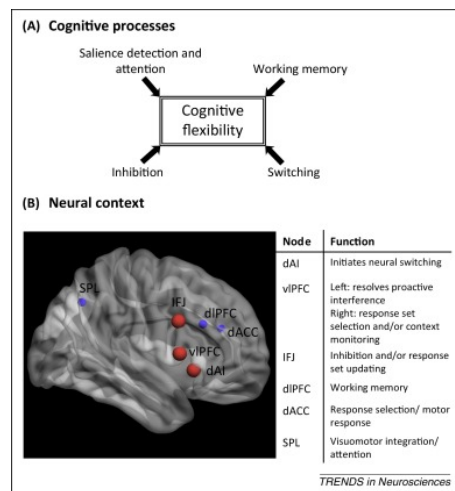 (A) Cognitive processes
Salience detection and
attention
Working memory
Cognitive
flexibility
Inhibition
Switching
(B) Neural context
SPL
IFJ
dlPFC
dACC
vlPFC
dAI
Node Function
dAI Initiates neural switching
vlPFC Left: resolves proactive
interference
Right: response set
selection and/or context
monitoring
IFJ Inhibition and/or response
set updating
dlPFC Working memory
dACC Response selection/ motor
response
SPL Visuomotor integration/
attention
TRENDS in Neurosciences